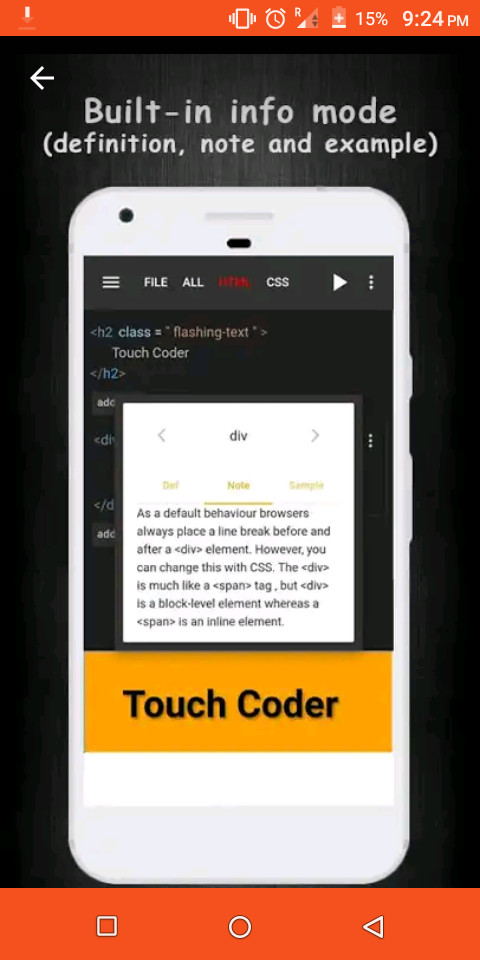 R
15%
9:24 PM
Built-in info mode
(definition, note and example)
FILE ALL HTML CSS
<h2 class = " flashing-text " >
Touch Coder
</h2>
add
<div
</d
add
div
Def Note Sample
As a default behaviour browsers
always place a line break before and
after a <div> element. However, you
can change this with CSS. The <div>
is much like a <span> tag , but <div>
is a block-level element whereas a
<span> is an inline element.
Touch Coder